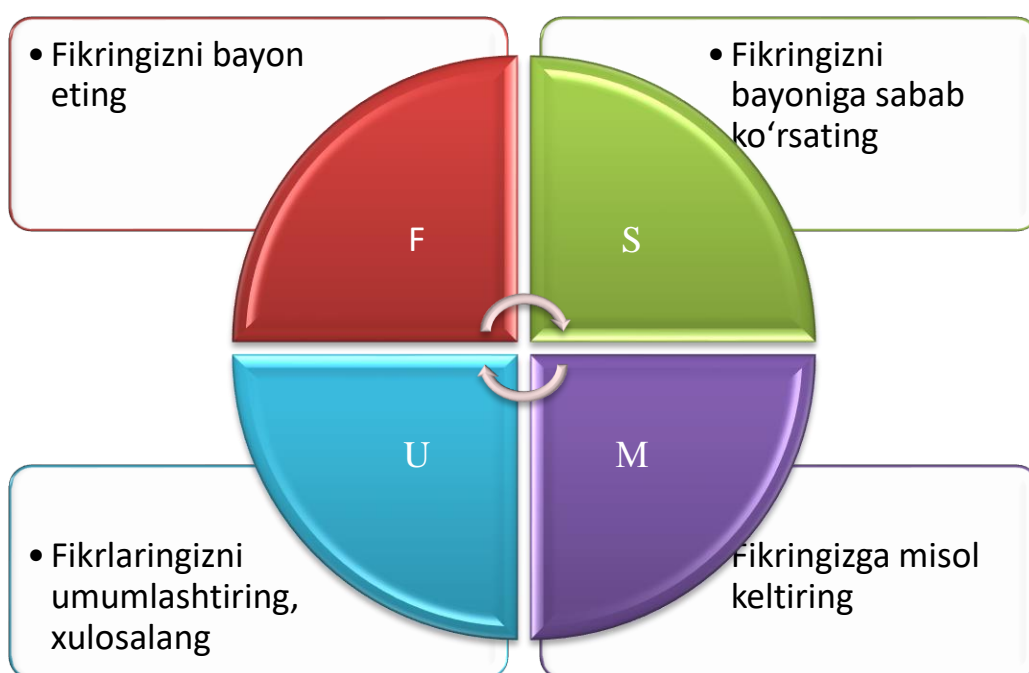 • Fikringizni bayon
eting
• Fikringizni
bayoniga sabab
ko‘rsating
F
S
U
M
• Fikrlaringizni
umumlashtiring,
xulosalang
Fikringizga misol
keltiring